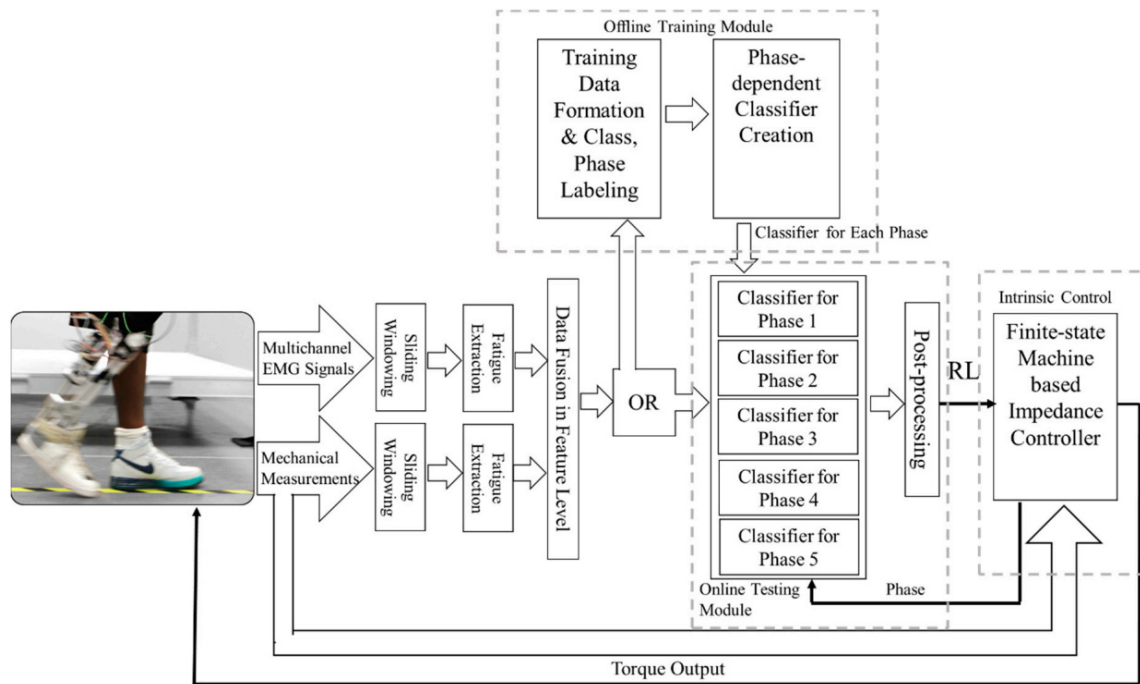 Offline Training Module
Training
Data
Formation
& Class,
Phase
Labeling
Phase-
dependent
Classifier
Creation
Classifier for Each Phase
Multichannel
EMG Signals
Mechanical
Measurements
Sliding
Windowing
Fatigue
Extraction
Sliding
Windowing
Fatigue
Extraction
Data Fusion in Feature Level
OR
Classifier for
Phase 1
Classifier for
Phase 2
Classifier for
Phase 3
Classifier for
Phase 4
Classifier for
Phase 5
Online Testing
Module
Post-processing
RL
Intrinsic Control
Finite-state
Machine
based
Impedance
Controller
Phase
Torque Output